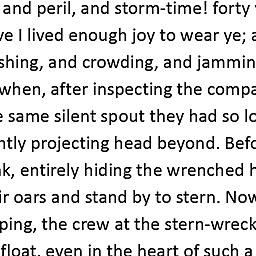 and peril, and storm-time! forty
ve I lived enough joy to wear ye; a
shing, and crowding, and jammin
when, after inspecting the compa
same silent spout they had so lo
ntly projecting head beyond. Befo
k, entirely hiding the wrenched h
ir oars and stand by to stern. Now
ping, the crew at the stern-wreck
float, even in the heart of such a